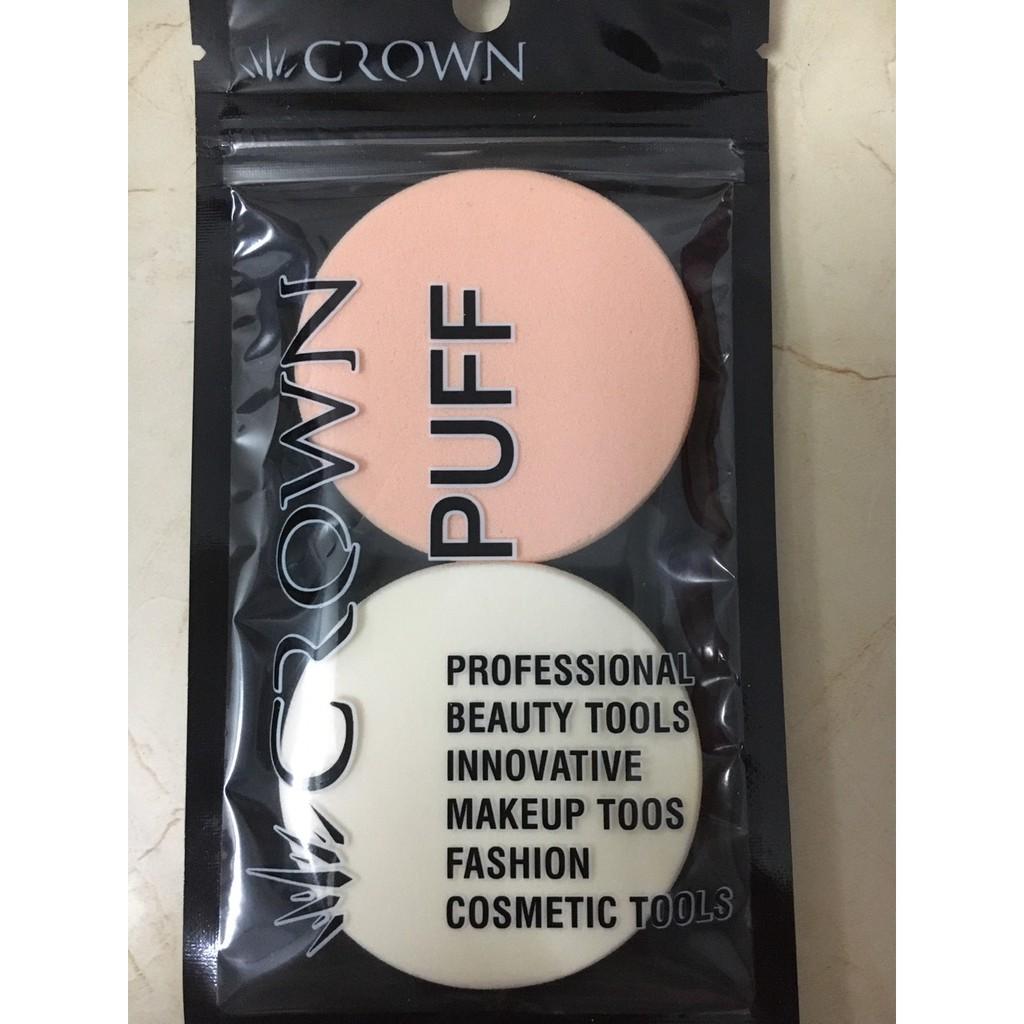 CROWN
CROWN
PUFF
PROFESSIONAL
BEAUTY TOOLS
INNOVATIVE
MAKEUP TOOS
FASHION
COSMETIC TOOLS